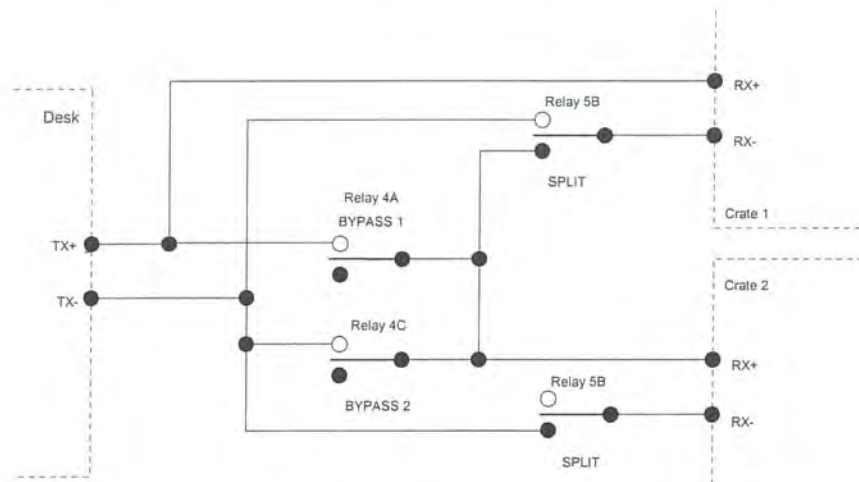 Desk
TX+
TX-
Relay 4A
BYPASS 1
Relay 4C
BYPASS 2
Relay 5B
SPLIT
Relay 5B
SPLIT
RX+
RX-
Crate 1
Crate 2
RX+
RX-